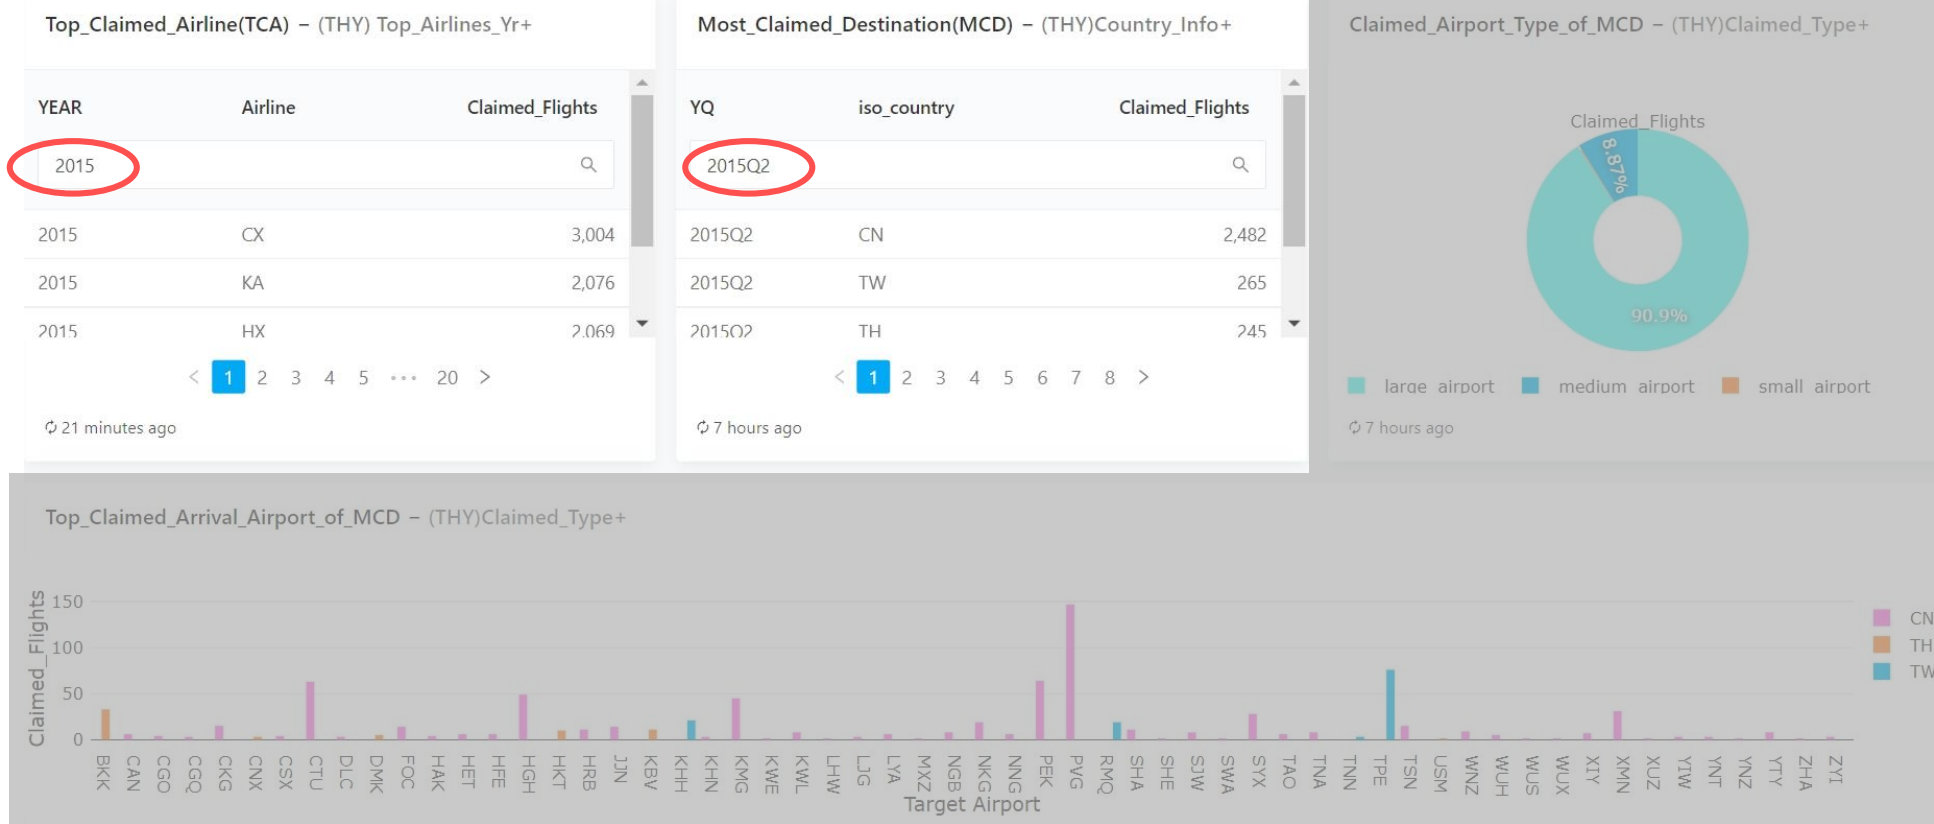 Top_Claimed_Airline(TCA) – (THY) Top_Airlines_Yr+
YEAR Airline Claimed_Flights
2015
2015 CX 3,004
2015 KA 2,076
2015 HX 2,069
< 1 2 3 4 5 ••• 20 >
21 minutes ago
Most_Claimed_Destination(MCD) – (THY)Country_Info+
YQ iso_country Claimed_Flights
2015Q2
2015Q2 CN 2,482
2015Q2 TW 265
2015Q2 TH 245
< 1 2 3 4 5 6 7 8 >
7 hours ago
Claimed_Airport_Type_of_MCD – (THY)Claimed_Type+
Claimed_Flights
8.87%
90.9%
large_airport medium_airport small_airport
7 hours ago
Top_Claimed_Arrival_Airport_of_MCD – (THY)Claimed_Type+
Claimed_Flights
150
100
50
0
BKK CAN CGO CGQ CKG CNX CSX CTU DLC DMK FOC HAK HET HFE HGH HKT HRB JJN KBV KHH KHN KMG KWE KWL LHW LJG LYA MXZ NGB NKG NNG PEK PVG RMQ SHA SHE SJW SWA SYX TAO TNA TNN TPE TSN USM WNZ WUH WUS WUX XIY XMN XUZ YIW YNT YNZ YTY ZHA ZYI
Target Airport
CN
TH
TW